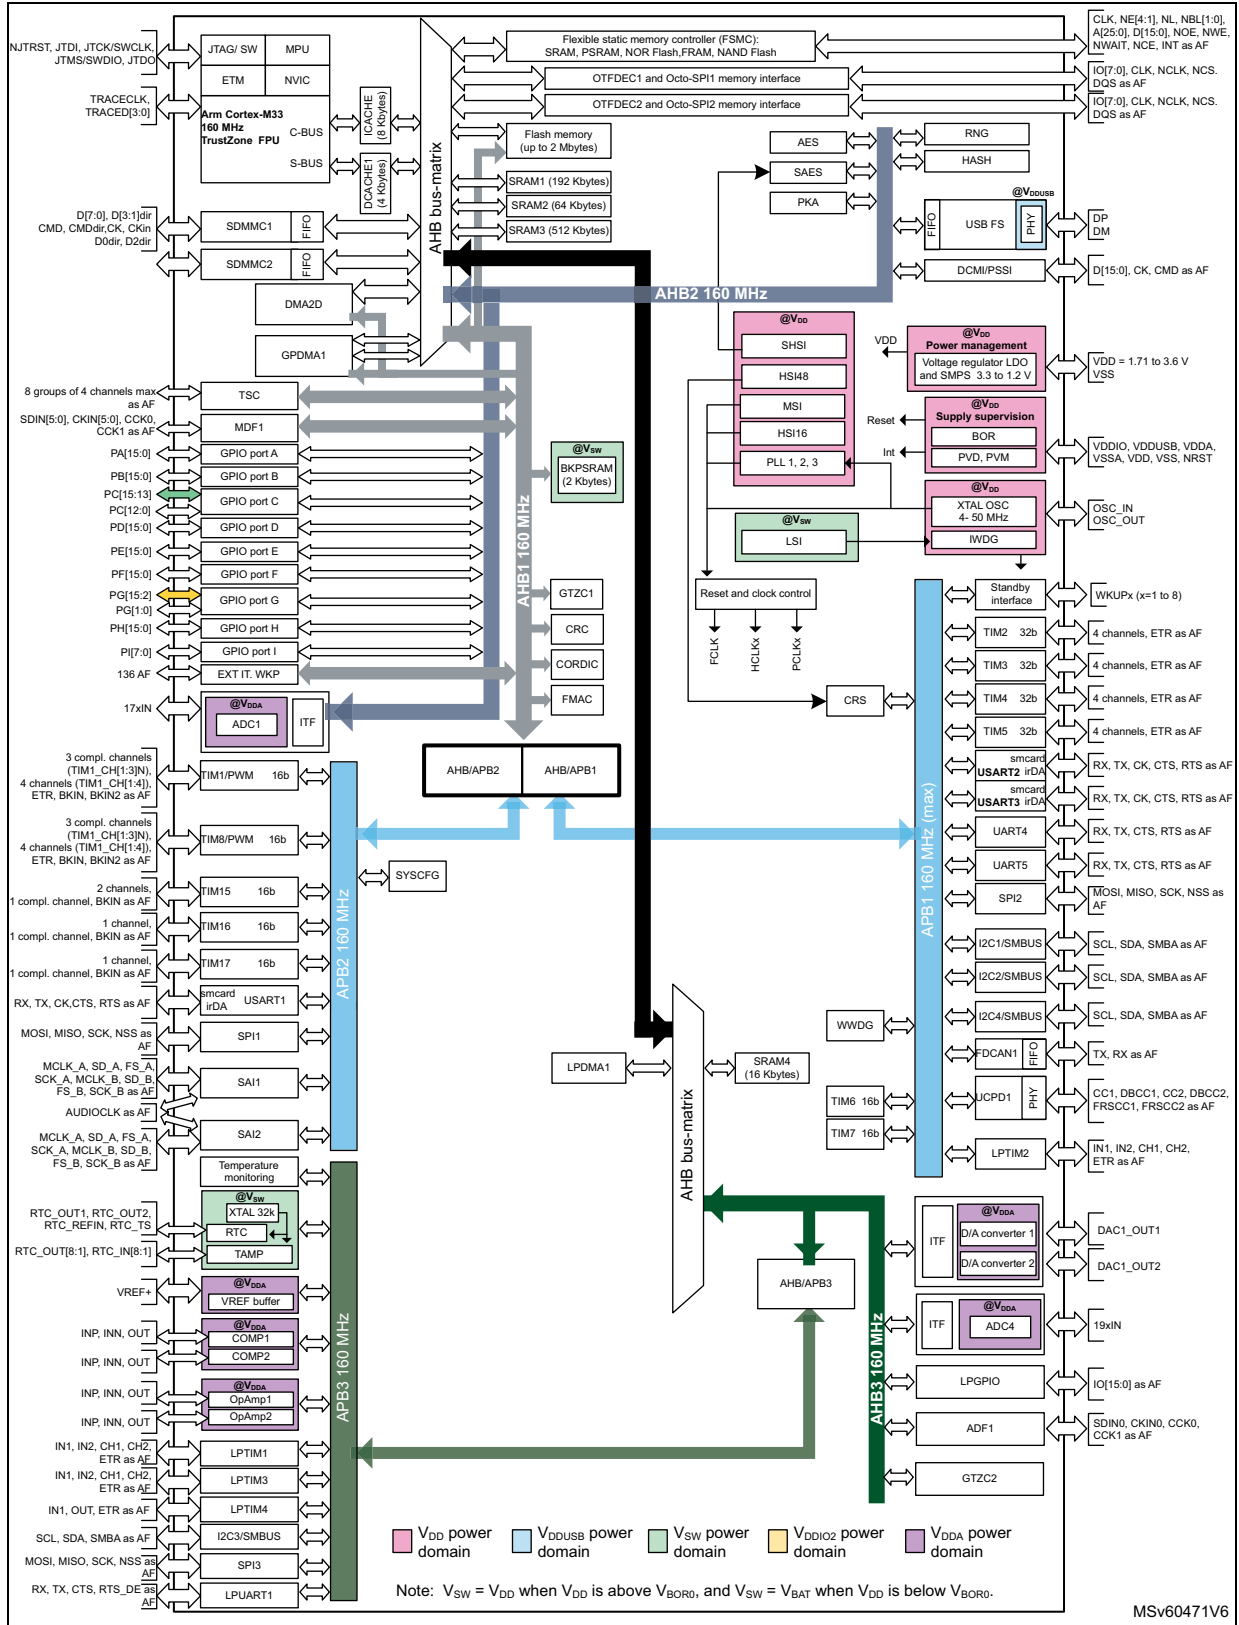 NJTRST, JTDI, JTCK/SWCLK,
JTMS/SWDIO, JTDO
TRACECLK,
TRACED[3:0]
JTAG/ SW
MPU
ETM
NVIC
Arm Cortex-M33
160 MHz
TrustZone FPU
C-BUS
S-BUS
ICACHE
(8 Kbytes)
DCACHE1
(4 Kbytes)
AHB bus-matrix
Flexible static memory controller (FSMC):
SRAM, PSRAM, NOR Flash,FRAM, NAND Flash
OTFDEC1 and Octo-SPI1 memory interface
OTFDEC2 and Octo-SPI2 memory interface
CLK, NE[4:1], NL, NBL[1:0],
A[25:0], D[15:0], NOE, NWE,
NWAIT, NCE, INT as AF
IO[7:0], CLK, NCLK, NCS.
DQS as AF
IO[7:0], CLK, NCLK, NCS.
DQS as AF
Flash memory
(up to 2 Mbytes)
SRAM1 (192 Kbytes)
SRAM2 (64 Kbytes)
SRAM3 (512 Kbytes)
AES
SAES
PKA
RNG
HASH
@VDDUSB
FIFO
USB FS
PHY
DP
DM
DCMI/PSSI
D[15:0], CK, CMD as AF
AHB2 160 MHz
D[7:0], D[3:1]dir
CMD, CMDdir,CK, CKin
D0dir, D2dir
SDMMC1
FIFO
SDMMC2
FIFO
DMA2D
GPDMA1
8 groups of 4 channels max
as AF
TSC
SDIN[5:0], CKIN[5:0], CCK0,
CCK1 as AF
MDF1
PA[15:0]
GPIO port A
PB[15:0]
GPIO port B
PC[15:13]
PC[12:0]
GPIO port C
PD[15:0]
GPIO port D
PE[15:0]
GPIO port E
PF[15:0]
GPIO port F
PG[15:2]
PG[1:0]
GPIO port G
PH[15:0]
GPIO port H
PI[7:0]
GPIO port I
136 AF
EXT IT. WKP
17xIN
@VDDA
ADC1
ITF
AHB1 160 MHz
@VSW
BKPSRAM
(2 Kbytes)
GTZC1
CRC
CORDIC
FMAC
@VDD
SHSI
HSI48
MSI
HSI16
PLL 1, 2, 3
@VSW
LSI
@VDD
Power management
Voltage regulator LDO
and SMPS 3.3 to 1.2 V
VDD
VDD = 1.71 to 3.6 V
VSS
@VDD
Supply supervision
BOR
PVD, PVM
Reset
Int
VDDIO, VDDUSB, VDDA,
VSSA, VDD, VSS, NRST
@VDD
XTAL OSC
4- 50 MHz
IWDG
OSC_IN
OSC_OUT
Reset and clock control
FCLK
HCLKx
PCLKx
CRS
Standby
interface
WKUPx (x=1 to 8)
TIM2 32b
4 channels, ETR as AF
TIM3 32b
4 channels, ETR as AF
TIM4 32b
4 channels, ETR as AF
TIM5 32b
4 channels, ETR as AF
smcard
USART2 irDA
RX, TX, CK, CTS, RTS as AF
smcard
USART3 irDA
RX, TX, CK, CTS, RTS as AF
UART4
RX, TX, CTS, RTS as AF
UART5
RX, TX, CTS, RTS as AF
SPI2
MOSI, MISO, SCK, NSS as
AF
I2C1/SMBUS
SCL, SDA, SMBA as AF
I2C2/SMBUS
SCL, SDA, SMBA as AF
I2C4/SMBUS
SCL, SDA, SMBA as AF
FDCAN1
FIFO
TX, RX as AF
UCPD1
PHY
CC1, DBCC1, CC2, DBCC2,
FRSCC1, FRSCC2 as AF
LPTIM2
IN1, IN2, CH1, CH2,
ETR as AF
APB1 160 MHz (max)
WWDG
TIM6 16b
TIM7 16b
AHB/APB2
AHB/APB1
3 compl. channels
(TIM1_CH[1:3]N),
4 channels (TIM1_CH[1:4]),
ETR, BKIN, BKIN2 as AF
TIM1/PWM 16b
3 compl. channels
(TIM1_CH[1:3]N),
4 channels (TIM1_CH[1:4]),
ETR, BKIN, BKIN2 as AF
TIM8/PWM 16b
2 channels,
1 compl. channel, BKIN as AF
TIM15 16b
1 channel,
1 compl. channel, BKIN as AF
TIM16 16b
1 channel,
1 compl. channel, BKIN as AF
TIM17 16b
RX, TX, CK,CTS, RTS as AF
smcard
irDA USART1
MOSI, MISO, SCK, NSS as
AF
SPI1
MCLK_A, SD_A, FS_A,
SCK_A, MCLK_B, SD_B,
FS_B, SCK_B as AF
SAI1
AUDIOCLK as AF
MCLK_A, SD_A, FS_A,
SCK_A, MCLK_B, SD_B,
FS_B, SCK_B as AF
SAI2
APB2 160 MHz
SYSCFG
LPDMA1
AHB bus-matrix
SRAM4
(16 Kbytes)
Temperature
monitoring
@VSW
XTAL 32k
RTC
TAMP
RTC_OUT1, RTC_OUT2,
RTC_REFIN, RTC_TS
RTC_OUT[8:1], RTC_IN[8:1]
VREF+
@VDDA
VREF buffer
INP, INN, OUT
INP, INN, OUT
@VDDA
COMP1
COMP2
INP, INN, OUT
INP, INN, OUT
@VDDA
OpAmp1
OpAmp2
IN1, IN2, CH1, CH2,
ETR as AF
LPTIM1
IN1, IN2, CH1, CH2,
ETR as AF
LPTIM3
IN1, OUT, ETR as AF
LPTIM4
SCL, SDA, SMBA as AF
I2C3/SMBUS
MOSI, MISO, SCK, NSS as
AF
SPI3
RX, TX, CTS, RTS_DE as
AF
LPUART1
APB3 160 MHz
AHB/APB3
AHB3 160 MHz
ITF
@VDDA
D/A converter 1
D/A converter 2
DAC1_OUT1
DAC1_OUT2
ITF
@VDDA
ADC4
19xIN
LPGPIO
IO[15:0] as AF
ADF1
SDIN0, CKIN0, CCK0,
CCK1 as AF
GTZC2
VDD power
domain
VDDUSB power
domain
VSW power
domain
VDDIO2 power
domain
VDDA power
domain
Note: VSW = VDD when VDD is above VBOR0, and VSW = VBAT when VDD is below VBOR0.
MSv60471V6